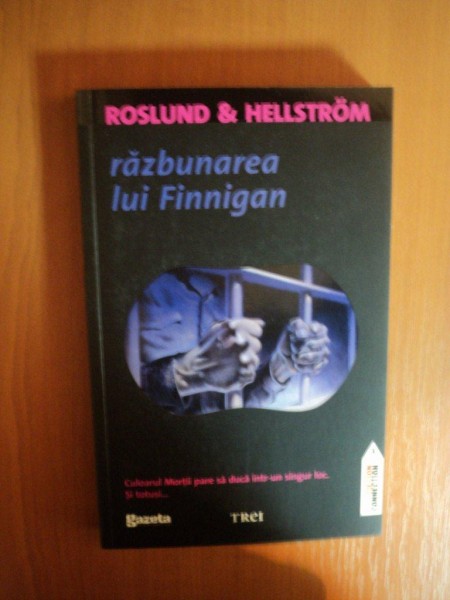 ROSLUND & HELLSTRÖM
răzbunarea
lui Finnigan
Culoarul Morții pare să ducă într-un singur loc.
Și totuși...
gazeta TREI